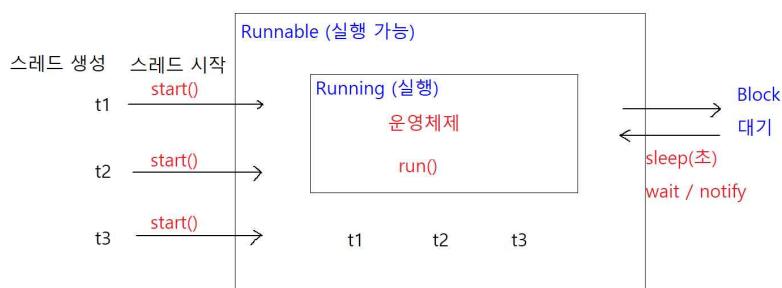 Runnable (실행 가능)
스레드 생성
스레드 시작
t1
start()
t2
start()
t3
start()
Running (실행)
운영체제
run()
t1 t2 t3
Block
대기
sleep(초)
wait / notify